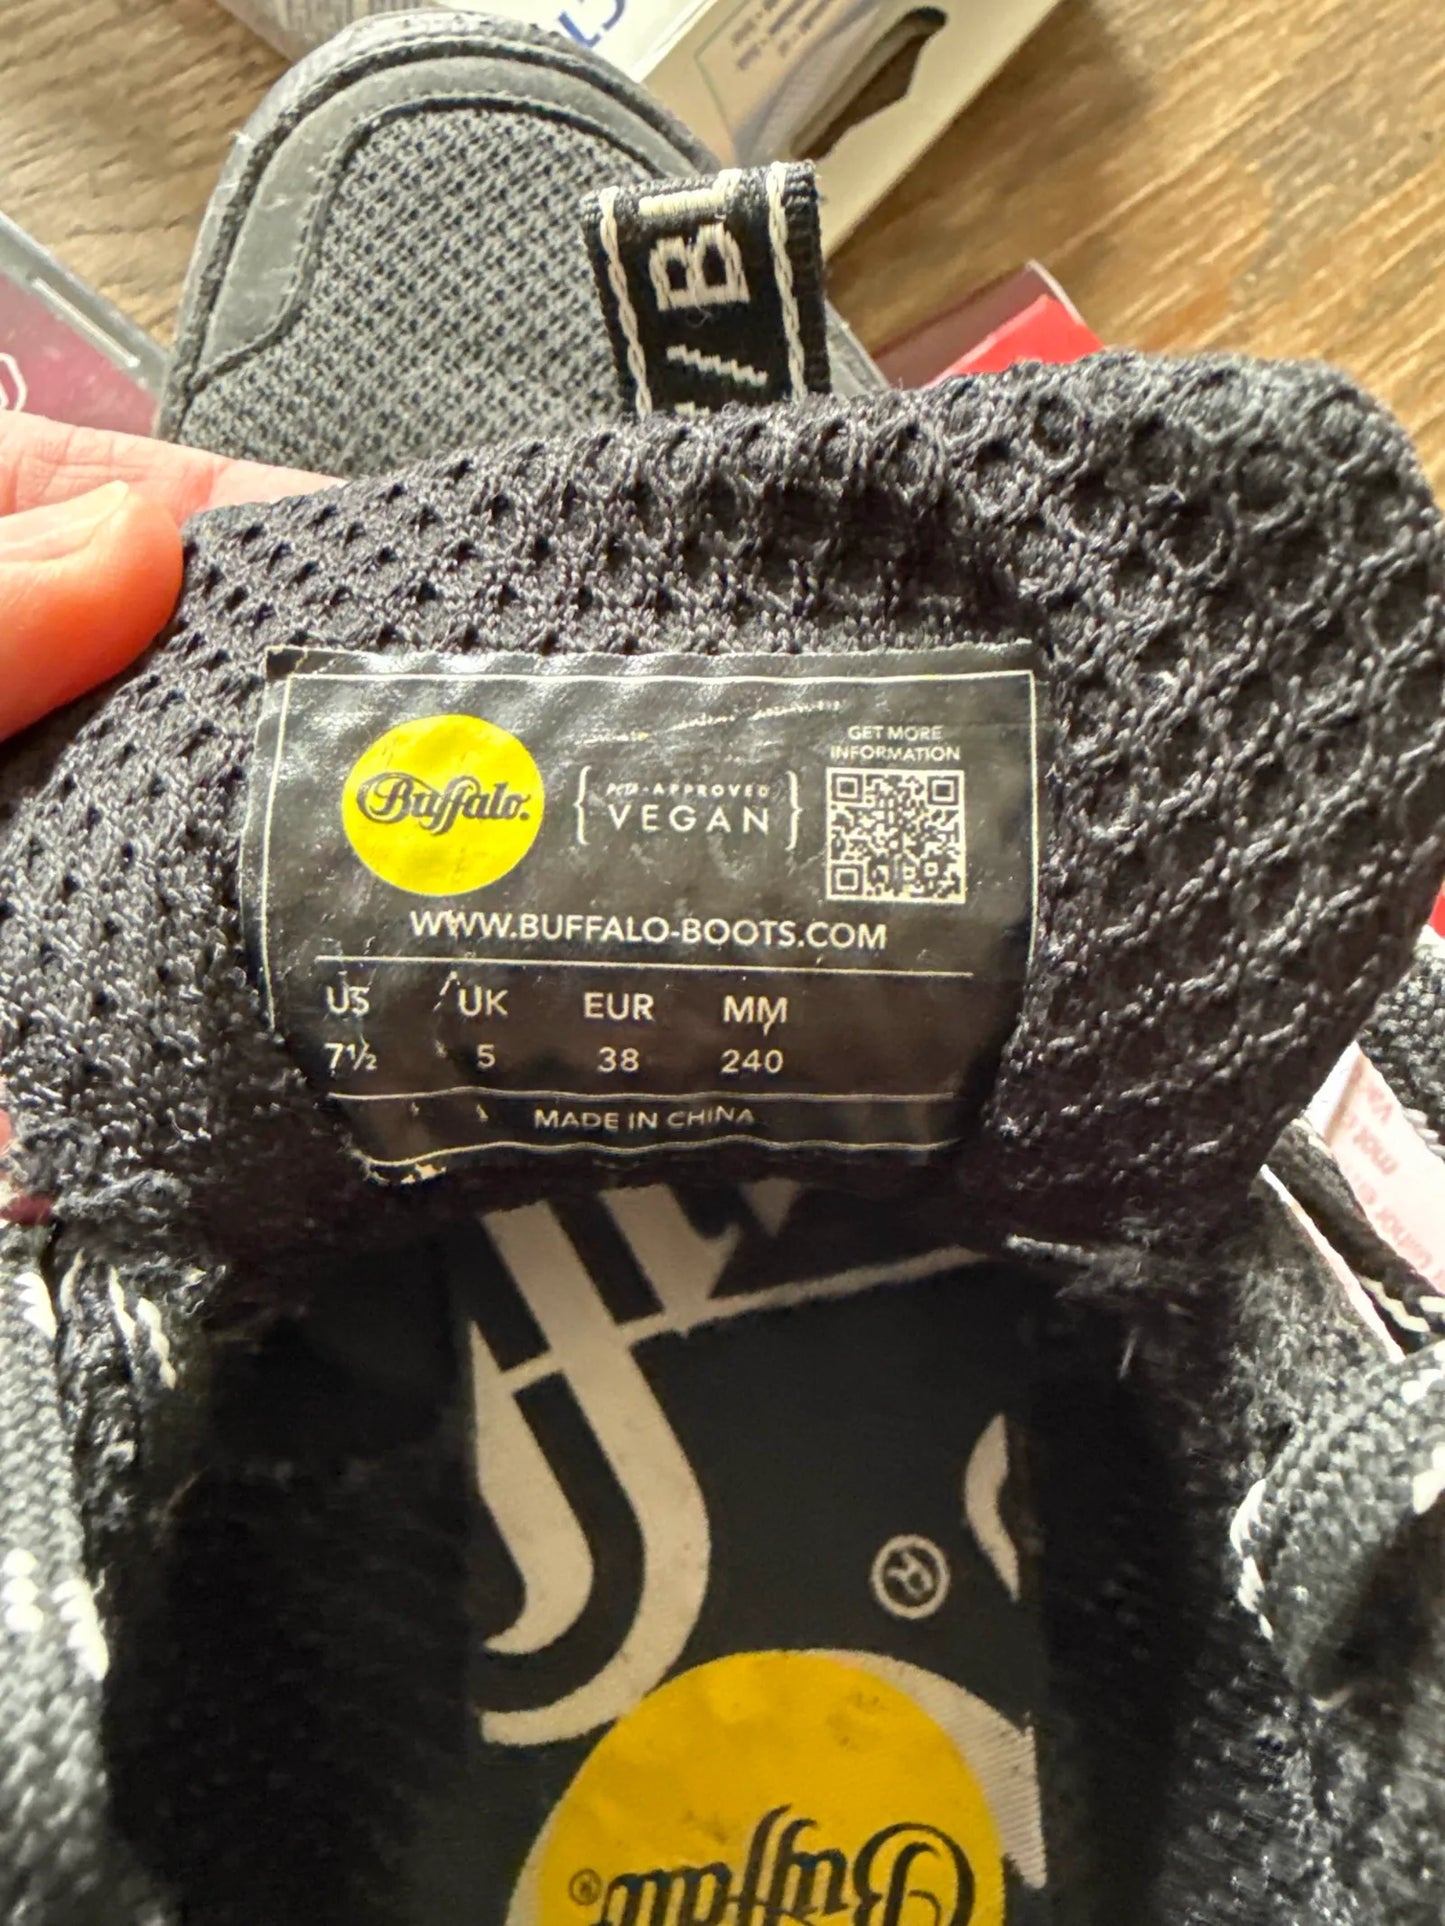 / B
GET MORE
INFORMATION
Buffalo.
PETA-APPROVED
VEGAN
WWW.BUFFALO-BOOTS.COM
US UK EUR MM
7½ 5 38 240
MADE IN CHINA
®
Buffalo®